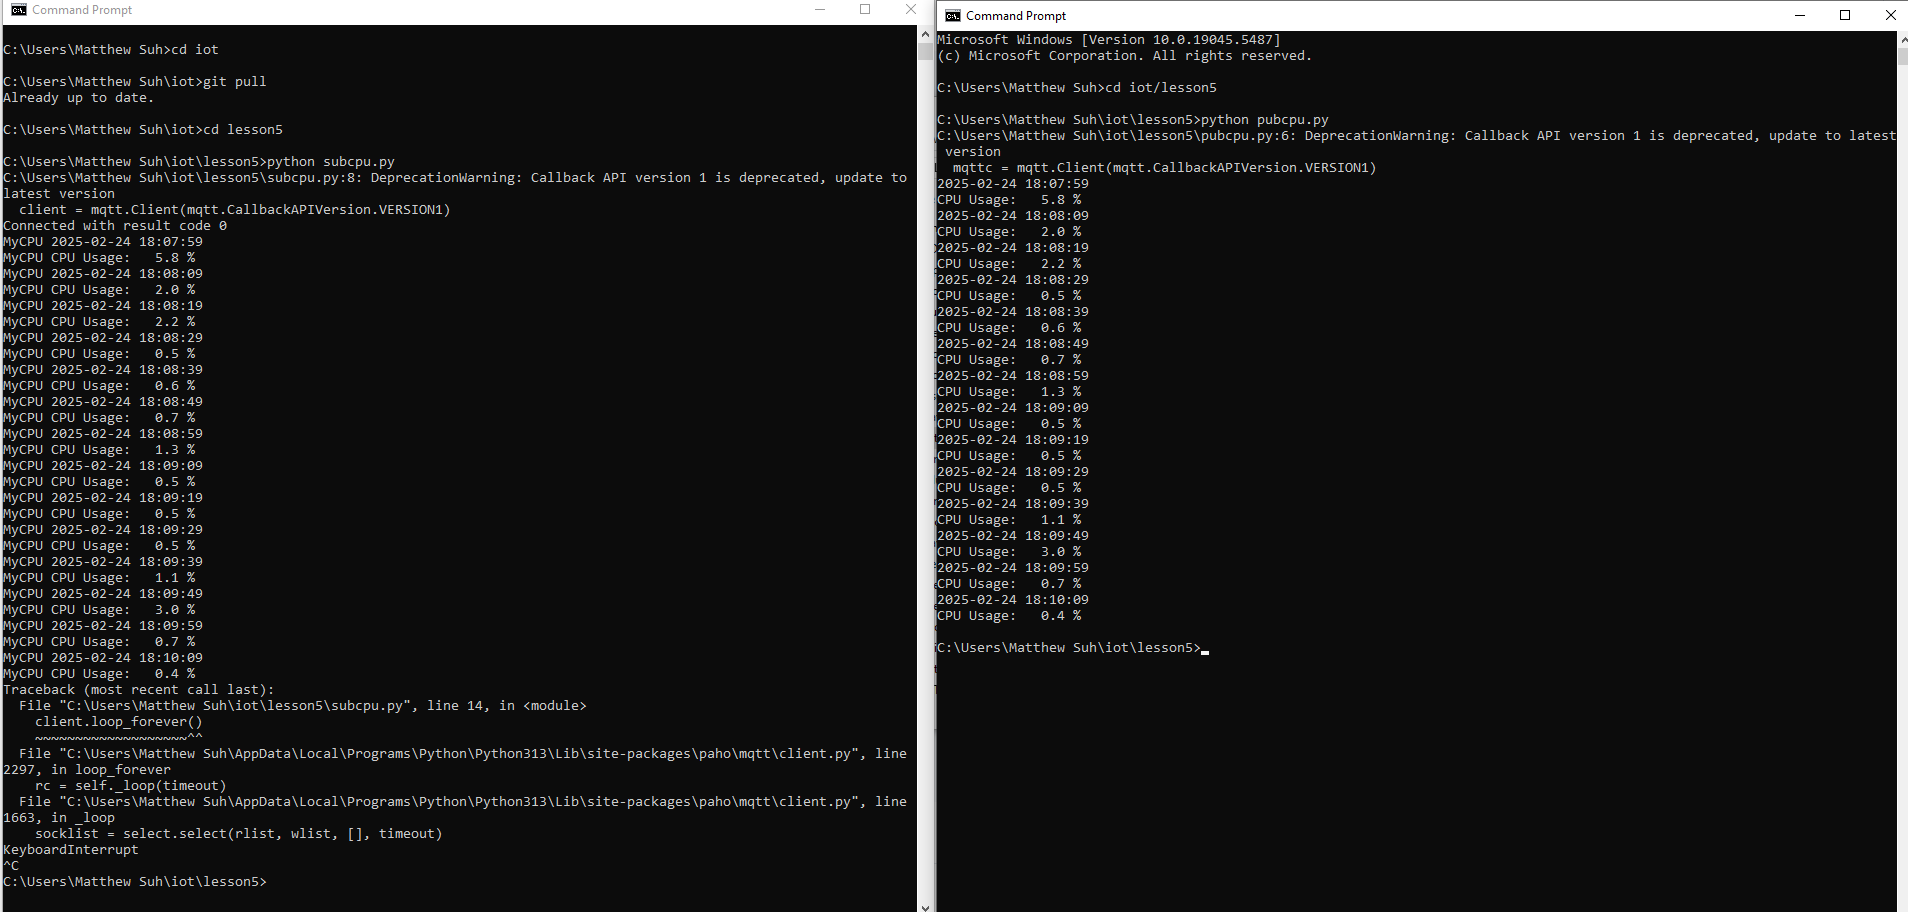 Command Prompt
C:\Users\Matthew Suh>cd iot
C:\Users\Matthew Suh\iot>git pull
Already up to date.
C:\Users\Matthew Suh\iot>cd lesson5
C:\Users\Matthew Suh\iot\lesson5>python subcpu.py
C:\Users\Matthew Suh\iot\lesson5\subcpu.py:8: DeprecationWarning: Callback API version 1 is deprecated, update to
latest version
  client = mqtt.Client(mqtt.CallbackAPIVersion.VERSION1)
Connected with result code 0
MyCPU 2025-02-24 18:07:59
MyCPU CPU Usage:   5.8 %
MyCPU 2025-02-24 18:08:09
MyCPU CPU Usage:   2.0 %
MyCPU 2025-02-24 18:08:19
MyCPU CPU Usage:   2.2 %
MyCPU 2025-02-24 18:08:29
MyCPU CPU Usage:   0.5 %
MyCPU 2025-02-24 18:08:39
MyCPU CPU Usage:   0.6 %
MyCPU 2025-02-24 18:08:49
MyCPU CPU Usage:   0.7 %
MyCPU 2025-02-24 18:08:59
MyCPU CPU Usage:   1.3 %
MyCPU 2025-02-24 18:09:09
MyCPU CPU Usage:   0.5 %
MyCPU 2025-02-24 18:09:19
MyCPU CPU Usage:   0.5 %
MyCPU 2025-02-24 18:09:29
MyCPU CPU Usage:   0.5 %
MyCPU 2025-02-24 18:09:39
MyCPU CPU Usage:   1.1 %
MyCPU 2025-02-24 18:09:49
MyCPU CPU Usage:   3.0 %
MyCPU 2025-02-24 18:09:59
MyCPU CPU Usage:   0.7 %
MyCPU 2025-02-24 18:10:09
MyCPU CPU Usage:   0.4 %
Traceback (most recent call last):
  File "C:\Users\Matthew Suh\iot\lesson5\subcpu.py", line 14, in <module>
    client.loop_forever()
    ~~~~~~~~~~~~~~~~~~~^^
  File "C:\Users\Matthew Suh\AppData\Local\Programs\Python\Python313\Lib\site-packages\paho\mqtt\client.py", line
2297, in loop_forever
    rc = self._loop(timeout)
  File "C:\Users\Matthew Suh\AppData\Local\Programs\Python\Python313\Lib\site-packages\paho\mqtt\client.py", line
1663, in _loop
    socklist = select.select(rlist, wlist, [], timeout)
KeyboardInterrupt
^C
C:\Users\Matthew Suh\iot\lesson5>
Command Prompt
Microsoft Windows [Version 10.0.19045.5487]
(c) Microsoft Corporation. All rights reserved.
C:\Users\Matthew Suh>cd iot/lesson5
C:\Users\Matthew Suh\iot\lesson5>python pubcpu.py
C:\Users\Matthew Suh\iot\lesson5\pubcpu.py:6: DeprecationWarning: Callback API version 1 is deprecated, update to latest
 version
  mqttc = mqtt.Client(mqtt.CallbackAPIVersion.VERSION1)
2025-02-24 18:07:59
CPU Usage:   5.8 %
2025-02-24 18:08:09
CPU Usage:   2.0 %
2025-02-24 18:08:19
CPU Usage:   2.2 %
2025-02-24 18:08:29
CPU Usage:   0.5 %
2025-02-24 18:08:39
CPU Usage:   0.6 %
2025-02-24 18:08:49
CPU Usage:   0.7 %
2025-02-24 18:08:59
CPU Usage:   1.3 %
2025-02-24 18:09:09
CPU Usage:   0.5 %
2025-02-24 18:09:19
CPU Usage:   0.5 %
2025-02-24 18:09:29
CPU Usage:   0.5 %
2025-02-24 18:09:39
CPU Usage:   1.1 %
2025-02-24 18:09:49
CPU Usage:   3.0 %
2025-02-24 18:09:59
CPU Usage:   0.7 %
2025-02-24 18:10:09
CPU Usage:   0.4 %
C:\Users\Matthew Suh\iot\lesson5>